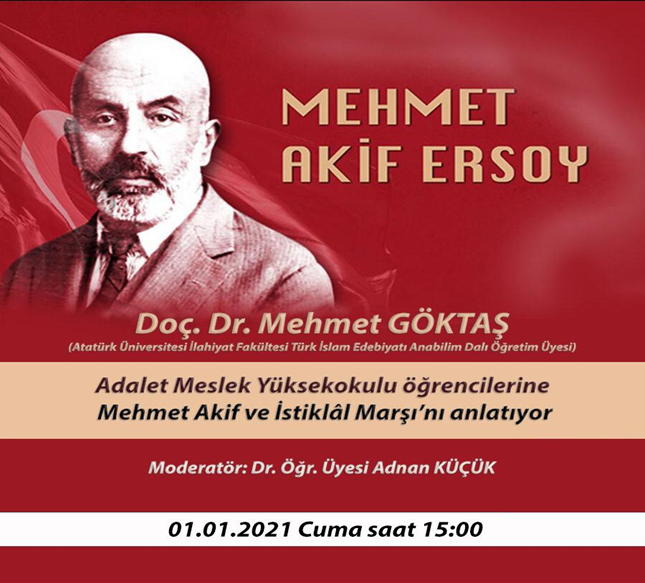 MEHMET
AKİF ERSOY
Doç. Dr. Mehmet GÖKTAŞ
(Atatürk Üniversitesi İlahiyat Fakültesi Türk İslam Edebiyatı Anabilim Dalı Öğretim Üyesi)
Adalet Meslek Yüksekokulu öğrencilerine
Mehmet Akif ve İstiklâl Marşı'nı anlatıyor
Moderatör: Dr. Öğr. Üyesi Adnan KÜÇÜK
01.01.2021 Cuma saat 15:00